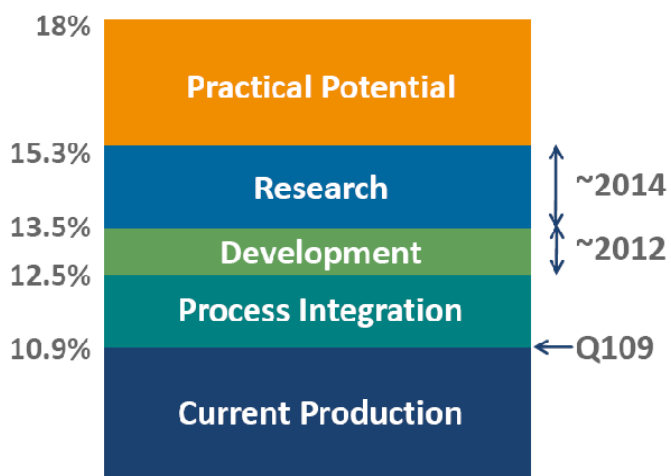 18%
Practical Potential
15.3%
Research
~2014
13.5%
Development
~2012
12.5%
Process Integration
10.9%
Q109
Current Production